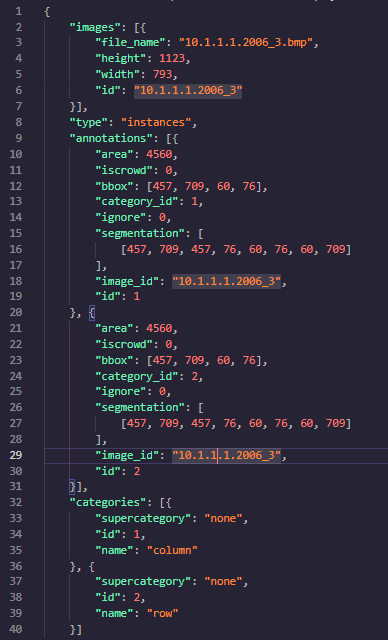 1 {
2 "images": [{
3 "file_name": "10.1.1.1.2006_3.bmp",
4 "height": 1123,
5 "width": 793,
6 "id": "10.1.1.1.2006_3"
7 }],
8 "type": "instances",
9 "annotations": [{
10 "area": 4560,
11 "iscrowd": 0,
12 "bbox": [457, 709, 60, 76],
13 "category_id": 1,
14 "ignore": 0,
15 "segmentation": [
16 [457, 709, 457, 76, 60, 76, 60, 709]
17 ],
18 "image_id": "10.1.1.1.2006_3",
19 "id": 1
20 }, {
21 "area": 4560,
22 "iscrowd": 0,
23 "bbox": [457, 709, 60, 76],
24 "category_id": 2,
25 "ignore": 0,
26 "segmentation": [
27 [457, 709, 457, 76, 60, 76, 60, 709]
28 ],
29 "image_id": "10.1.1.1.2006_3",
30 "id": 2
31 }],
32 "categories": [{
33 "supercategory": "none",
34 "id": 1,
35 "name": "column"
36 }, {
37 "supercategory": "none",
38 "id": 2,
39 "name": "row"
40 }]